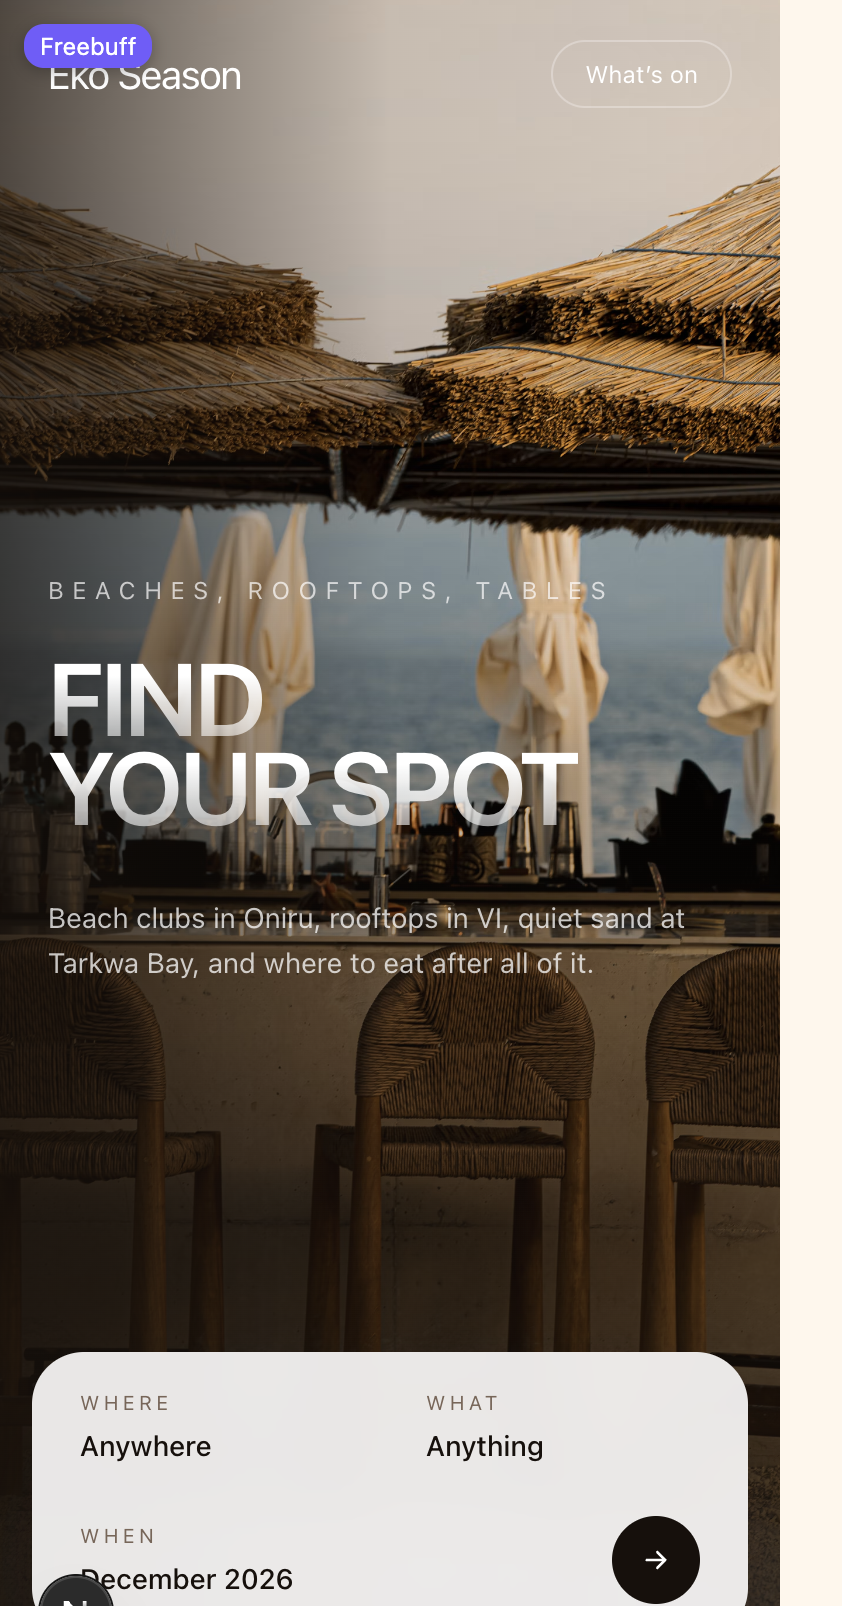 Freebuff
Eko Season
What's on
BEACHES, ROOFTOPS, TABLES
FIND
YOUR SPOT
Beach clubs in Oniru, rooftops in VI, quiet sand at
Tarkwa Bay, and where to eat after all of it.
WHERE
WHAT
Anywhere
Anything
WHEN
December 2026